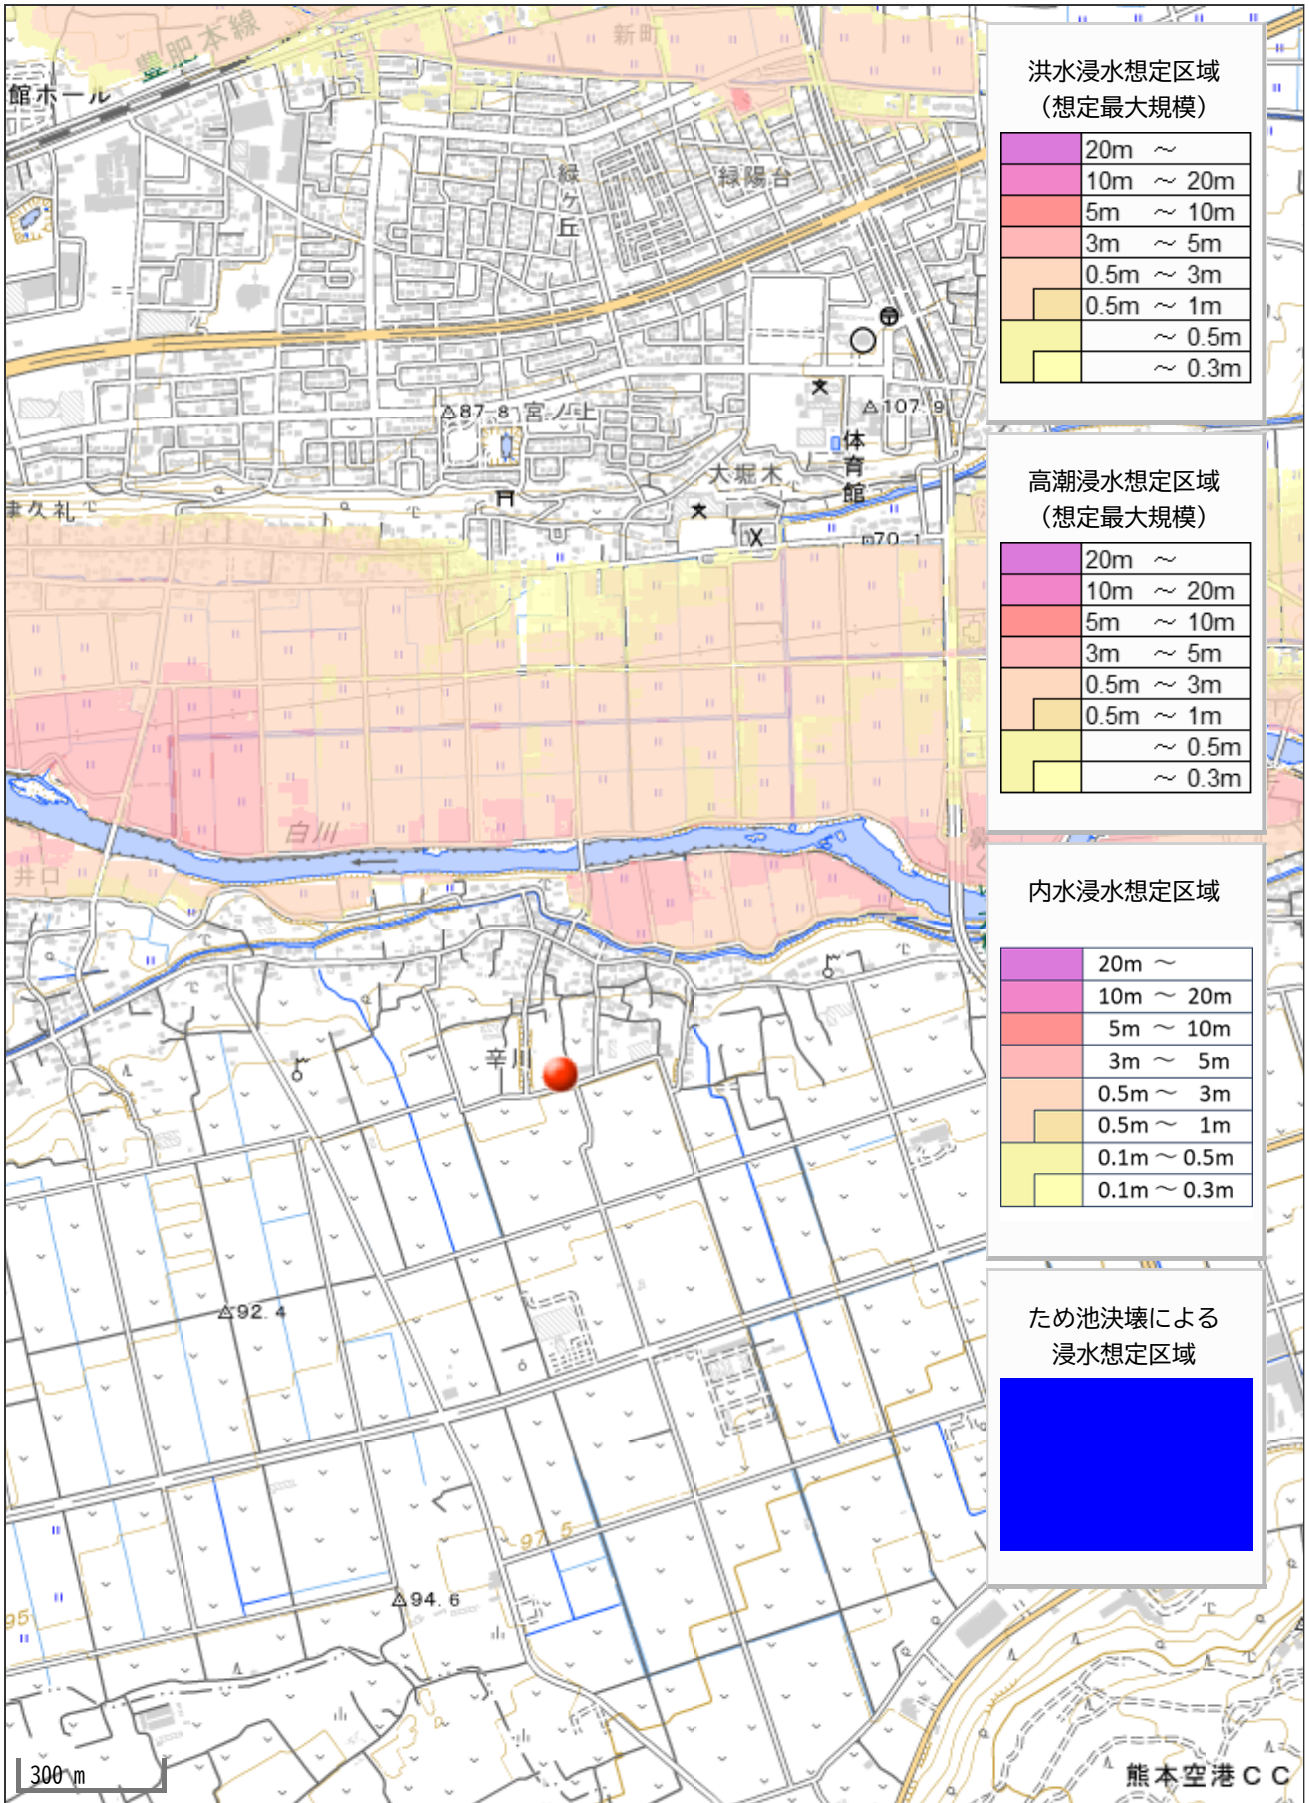 豊肥本線
新町
館ホール
緑ヶ丘
緑陽台
87.8
宮ノ上
107.9
体育館
大堀木
津久礼
70.1
白川
井口
辛川
92.4
97.5
94.6
95
300 m
熊本空港CC
洪水浸水想定区域
（想定最大規模）
20m ～
10m ～ 20m
5m ～ 10m
3m ～ 5m
0.5m ～ 3m
0.5m ～ 1m
～ 0.5m
～ 0.3m
高潮浸水想定区域
（想定最大規模）
20m ～
10m ～ 20m
5m ～ 10m
3m ～ 5m
0.5m ～ 3m
0.5m ～ 1m
～ 0.5m
～ 0.3m
内水浸水想定区域
20m ～
10m ～ 20m
5m ～ 10m
3m ～ 5m
0.5m ～ 3m
0.5m ～ 1m
0.1m ～ 0.5m
0.1m ～ 0.3m
ため池決壊による
浸水想定区域